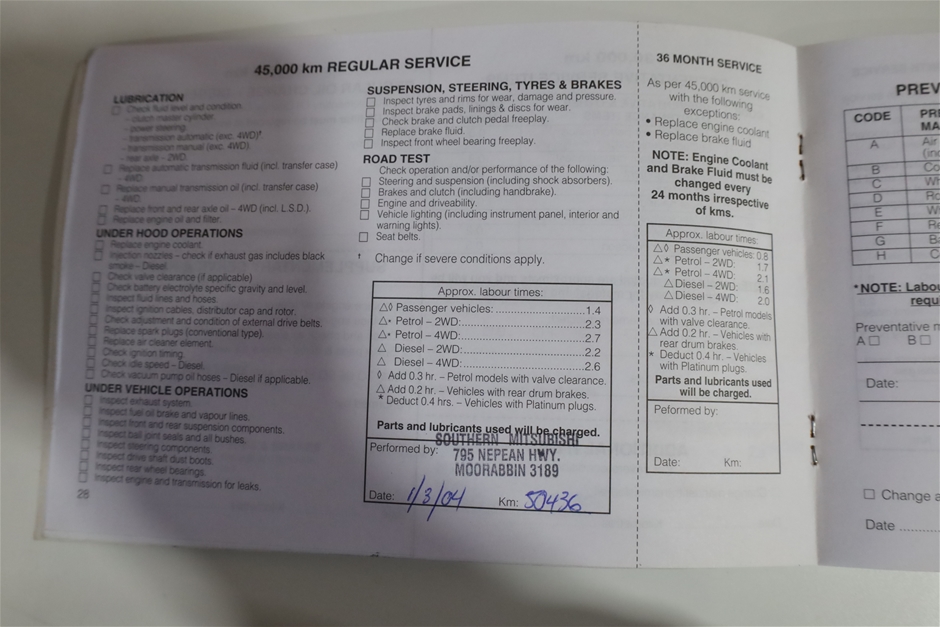 45,000 km REGULAR SERVICE
LUBRICATION
Check fluid level and condition
- clutch master cylinder.
- power steering.
- transmission automatic (exc. 4WD)†.
- transmission manual (exc. 4WD).
- rear axle - 2WD.
Replace automatic transmission fluid (incl. transfer case)
- 4WD.
Replace manual transmission oil (incl. transfer case)
- 4WD.
Replace front and rear axle oil – 4WD (incl. L.S.D.).
Replace engine oil and filter.
UNDER HOOD OPERATIONS
Replace engine coolant.
Injection nozzles – check if exhaust gas includes black
smoke – Diesel.
Check valve clearance (if applicable)
Check battery electrolyte specific gravity and level.
Inspect fluid lines and hoses.
Inspect ignition cables, distributor cap and rotor.
Check adjustment and condition of external drive belts.
Replace spark plugs (conventional type).
Replace air cleaner element.
Check ignition timing.
Check idle speed – Diesel.
Check vacuum pump oil hoses – Diesel if applicable.
UNDER VEHICLE OPERATIONS
Inspect exhaust system.
Inspect fuel oil brake and vapour lines.
Inspect front and rear suspension components.
Inspect ball joint seals and all bushes.
Inspect steering components.
Inspect drive shaft dust boots.
Inspect rear wheel bearings.
Inspect engine and transmission for leaks.
28
SUSPENSION, STEERING, TYRES & BRAKES
Inspect tyres and rims for wear, damage and pressure.
Inspect brake pads, linings & discs for wear.
Check brake and clutch pedal freeplay.
Replace brake fluid.
Inspect front wheel bearing freeplay.
ROAD TEST
Check operation and/or performance of the following:
Steering and suspension (including shock absorbers).
Brakes and clutch (including handbrake).
Engine and driveability.
Vehicle lighting (including instrument panel, interior and
warning lights).
Seat belts.
† Change if severe conditions apply.
Approx. labour times:
△◊ Passenger vehicles: 1.4
△* Petrol – 2WD: 2.3
△* Petrol – 4WD: 2.7
△ Diesel – 2WD: 2.2
△ Diesel – 4WD: 2.6
◊ Add 0.3 hr. – Petrol models with valve clearance.
△ Add 0.2 hr. – Vehicles with rear drum brakes.
* Deduct 0.4 hrs. – Vehicles with Platinum plugs.
Parts and lubricants used will be charged.
SOUTHERN MITSUBISHI
Performed by: 795 NEPEAN HWY.
MOORABBIN 3189
Date: 1/3/04 Km: 50436
36 MONTH SERVICE
As per 45,000 km service
with the following
exceptions:
• Replace engine coolant
• Replace brake fluid
NOTE: Engine Coolant
and Brake Fluid must be
changed every
24 months irrespective
of kms.
Approx. labour times:
△◊ Passenger vehicles: 0.8
△* Petrol – 2WD: 1.7
△* Petrol – 4WD: 2.1
△ Diesel – 2WD: 1.6
△ Diesel – 4WD: 2.0
◊ Add 0.3 hr. – Petrol models
with valve clearance.
△ Add 0.2 hr. – Vehicles with
rear drum brakes.
* Deduct 0.4 hr. – Vehicles
with Platinum plugs.
Parts and lubricants used
will be charged.
Peformed by:
Date: Km:
PREV
CODE
A Air
B
C
D
E
F
G
H
*NOTE: Labou
requ
Preventative m
A B
Date:
Change a
Date